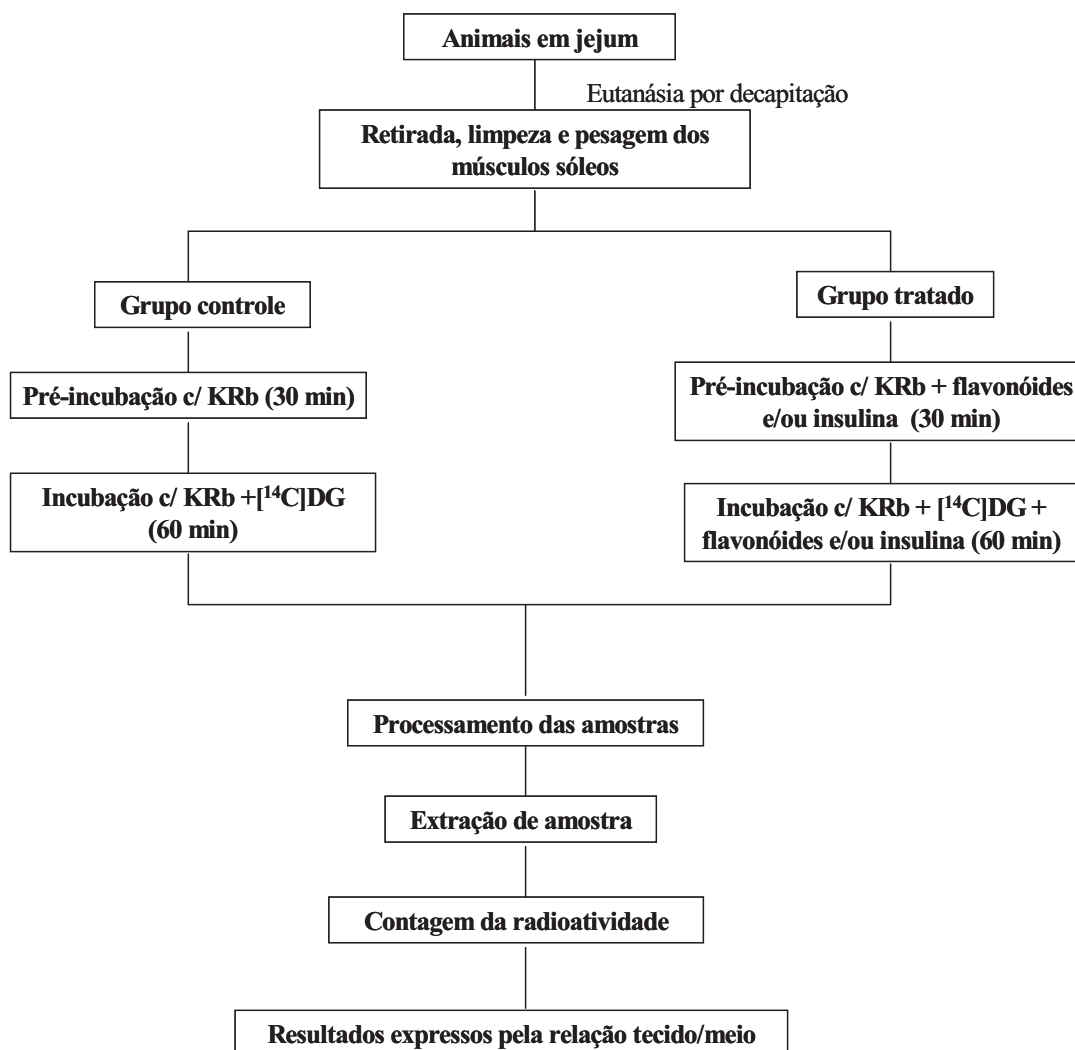 Animais em jejum
Eutanásia por decapitação
Retirada, limpeza e pesagem dos
músculos sóleos
Grupo controle
Grupo tratado
Pré-incubação c/ KRb (30 min)
Pré-incubação c/ KRb + flavonóides
e/ou insulina (30 min)
Incubação c/ KRb +[¹⁴C]DG
(60 min)
Incubação c/ KRb + [¹⁴C]DG +
flavonóides e/ou insulina (60 min)
Processamento das amostras
Extração de amostra
Contagem da radioatividade
Resultados expressos pela relação tecido/meio